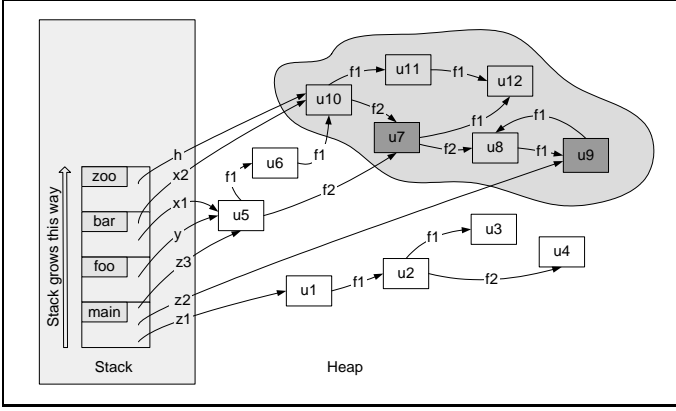 u11
f1
f1
u12
u10
f2
f1
f1
u7
h
f2
u8
f1
u9
u6
f1
zoo
x2
f1
f2
x1
bar
u5
y
u3
f1
foo
z3
u4
u2
f2
z2
f1
u1
main
z1
Stack grows this way
Stack
Heap